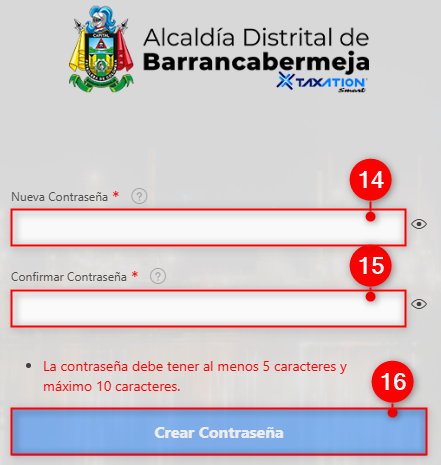 CAPITAL
Alcaldía Distrital de
Barrancabermeja
TAXATION
Smart
14
Nueva Contraseña * ?
15
Confirmar Contraseña * ?
• La contraseña debe tener al menos 5 caracteres y
máximo 10 caracteres.
16
Crear Contraseña